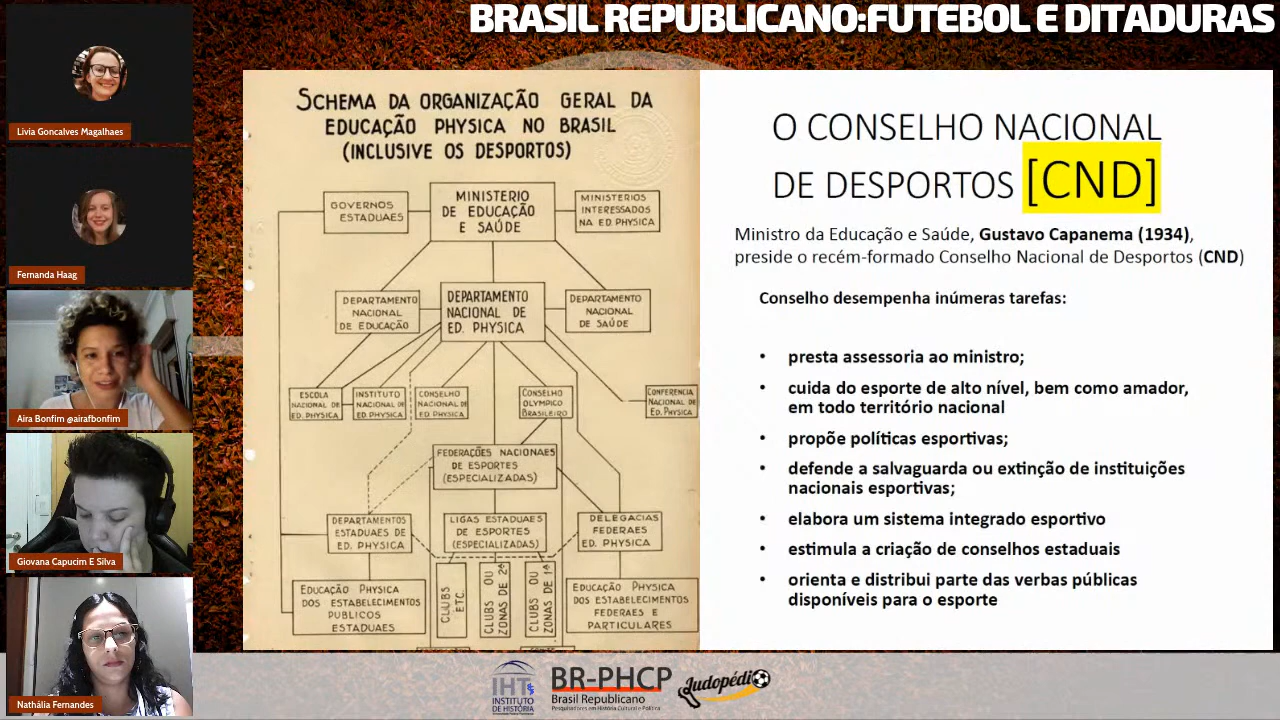 BRASIL REPUBLICANO:FUTEBOL E DITADURAS
Livia Goncalves Magalhaes
Fernanda Haag
Aira Bonfim @airafbonfim
Giovana Capucim E Silva
Nathália Fernandes
SCHEMA DA ORGANIZAÇÃO GERAL DA
EDUCAÇÃO PHYSICA NO BRASIL
(INCLUSIVE OS DESPORTOS)
GOVERNOS
ESTADUAES
MINISTERIO
DE EDUCAÇÃO
E SAÚDE
MINISTERIOS
INTERESSADOS
NA ED. PHYSICA
DEPARTAMENTO
NACIONAL
DE EDUCAÇÃO
DEPARTAMENTO
NACIONAL DE
ED. PHYSICA
DEPARTAMENTO
NACIONAL
DE SAÚDE
ESCOLA
NACIONAL DE
ED. PHYSICA
INSTITUTO
NACIONAL DE
ED. PHYSICA
CONSELHO
NACIONAL DE
ED. PHYSICA
CONSELHO
OLYMPICO
BRASILEIRO
CONFERENCIA
NACIONAL DE
ED. PHYSICA
FEDERAÇÕES NACIONAES
DE ESPORTES
(ESPECIALIZADAS)
DEPARTAMENTOS
ESTADUAES DE
ED. PHYSICA
LIGAS ESTADUAES
DE ESPORTES
(ESPECIALIZADAS)
DELEGACIAS
FEDERAES
ED. PHYSICA
EDUCAÇÃO PHYSICA
DOS ESTABELECIMENTOS
PUBLICOS
ESTADUAES
CLUBS
ETC.
CLUBS OU
ZONAS DE 2ª
CLUBS OU
ZONAS DE 1ª
EDUCAÇÃO PHYSICA
DOS ESTABELECIMENTOS
FEDERAES E
PARTICULARES
O CONSELHO NACIONAL
DE DESPORTOS [CND]
Ministro da Educação e Saúde, Gustavo Capanema (1934),
preside o recém-formado Conselho Nacional de Desportos (CND)
Conselho desempenha inúmeras tarefas:
• presta assessoria ao ministro;
• cuida do esporte de alto nível, bem como amador,
em todo território nacional
• propõe políticas esportivas;
• defende a salvaguarda ou extinção de instituições
nacionais esportivas;
• elabora um sistema integrado esportivo
• estimula a criação de conselhos estaduais
• orienta e distribui parte das verbas públicas
disponíveis para o esporte
IHT
INSTITUTO
DE HISTÓRIA
BR-PHCP
Brasil Republicano
Pesquisadores em História Cultural e Política
Ludopédio